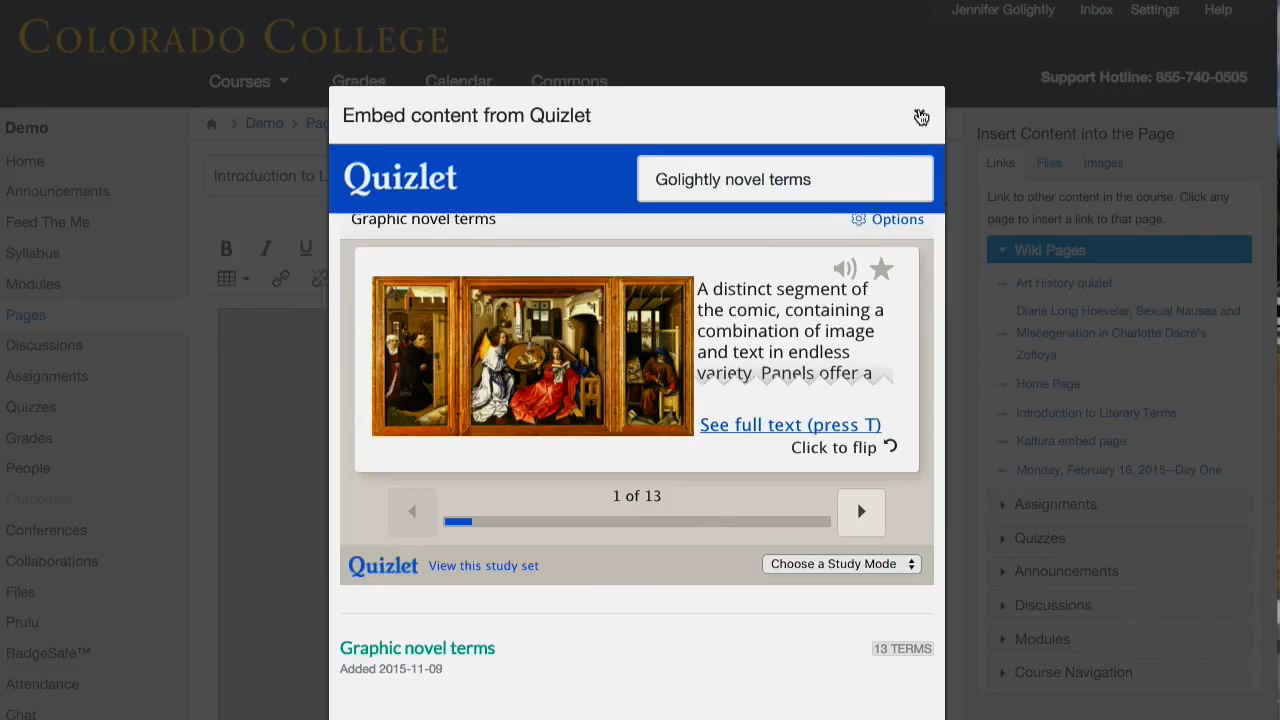 Jennifer Golightly Inbox Settings Help
COLORADO COLLEGE
Courses Grades Calendar Commons
Support Hotline: 855-740-0505
Demo
Home
Announcements
Feed The Me
Syllabus
Modules
Pages
Discussions
Assignments
Quizzes
Grades
People
Outcomes
Conferences
Collaborations
Files
Prulu
BadgeSafe™
Attendance
Chat
Demo > Pag
Introduction to L
B I U
Embed content from Quizlet
Quizlet
Golightly novel terms
Graphic novel terms
Options
A distinct segment of
the comic, containing a
combination of image
and text in endless
variety. Panels offer a
See full text (press T)
Click to flip
1 of 13
Quizlet View this study set
Choose a Study Mode
Graphic novel terms
13 TERMS
Added 2015-11-09
Insert Content into the Page
Links Files Images
Link to other content in the course. Click any
page to insert a link to that page.
Wiki Pages
Art History quizlet
Diane Long Hoeveler, Sexual Nausea and
Miscegenation in Charlotte Dacre's
Zofloya
Home Page
Introduction to Literary Terms
Kaltura embed page
Monday, February 16, 2015--Day One
Assignments
Quizzes
Announcements
Discussions
Modules
Course Navigation